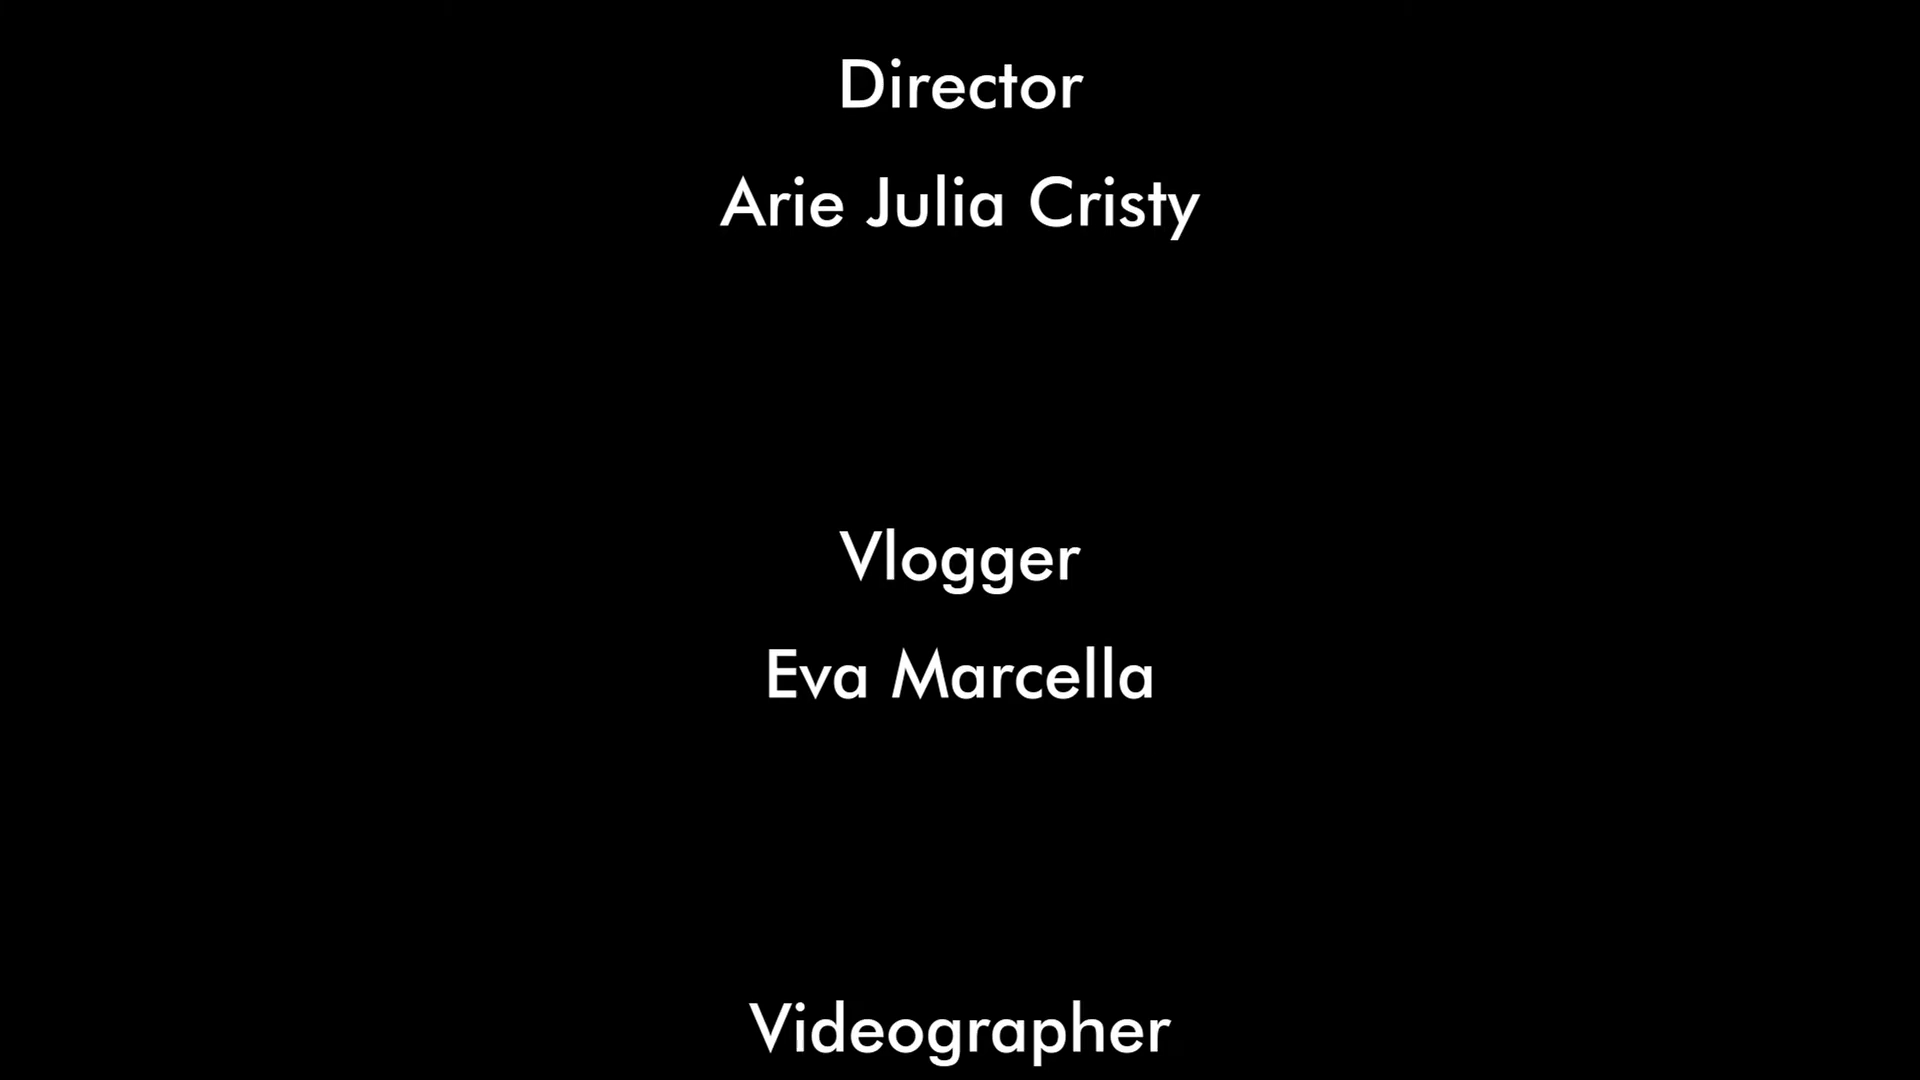 Director
Arie Julia Cristy
Vlogger
Eva Marcella
Videographer